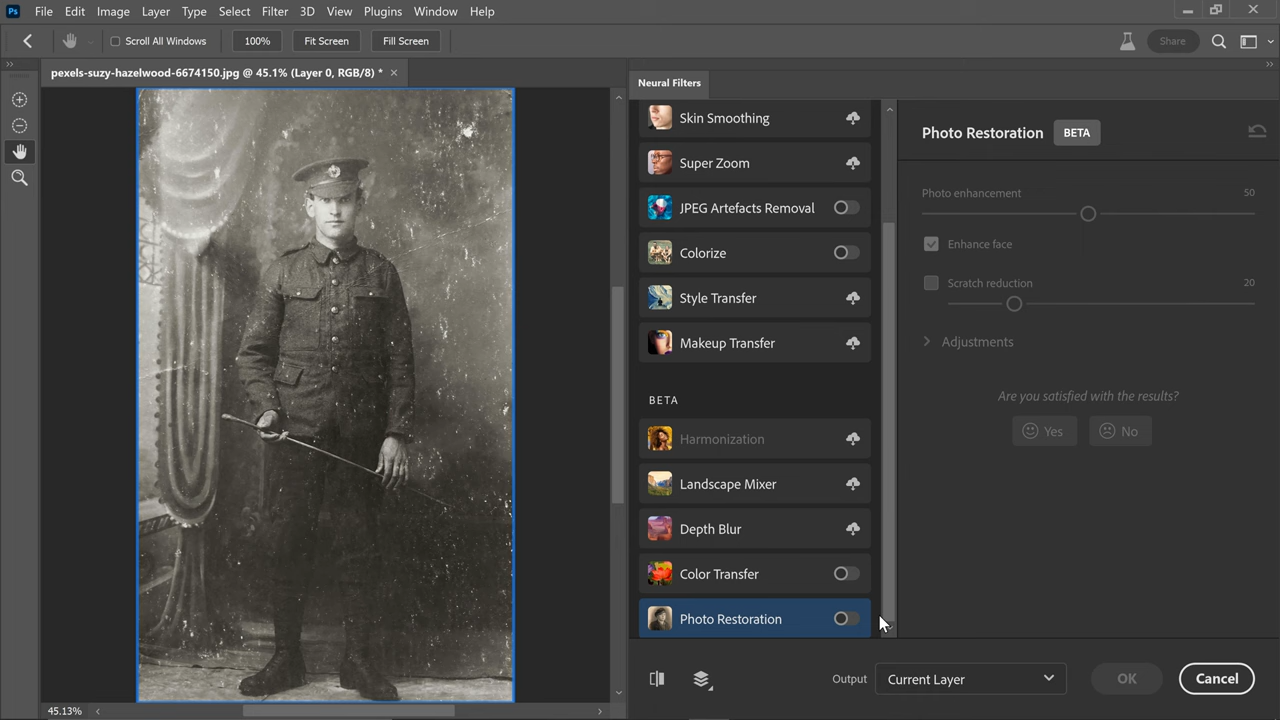 Ps File Edit Image Layer Type Select Filter 3D View Plugins Window Help
Scroll All Windows 100% Fit Screen Fill Screen Share
pexels-suzy-hazelwood-6674150.jpg @ 45.1% (Layer 0, RGB/8) *
Neural Filters
Skin Smoothing
Super Zoom
JPEG Artefacts Removal
Colorize
Style Transfer
Makeup Transfer
BETA
Harmonization
Landscape Mixer
Depth Blur
Color Transfer
Photo Restoration
Photo Restoration BETA
Photo enhancement 50
Enhance face
Scratch reduction 20
Adjustments
Are you satisfied with the results?
Yes No
Output Current Layer OK Cancel
45.13%